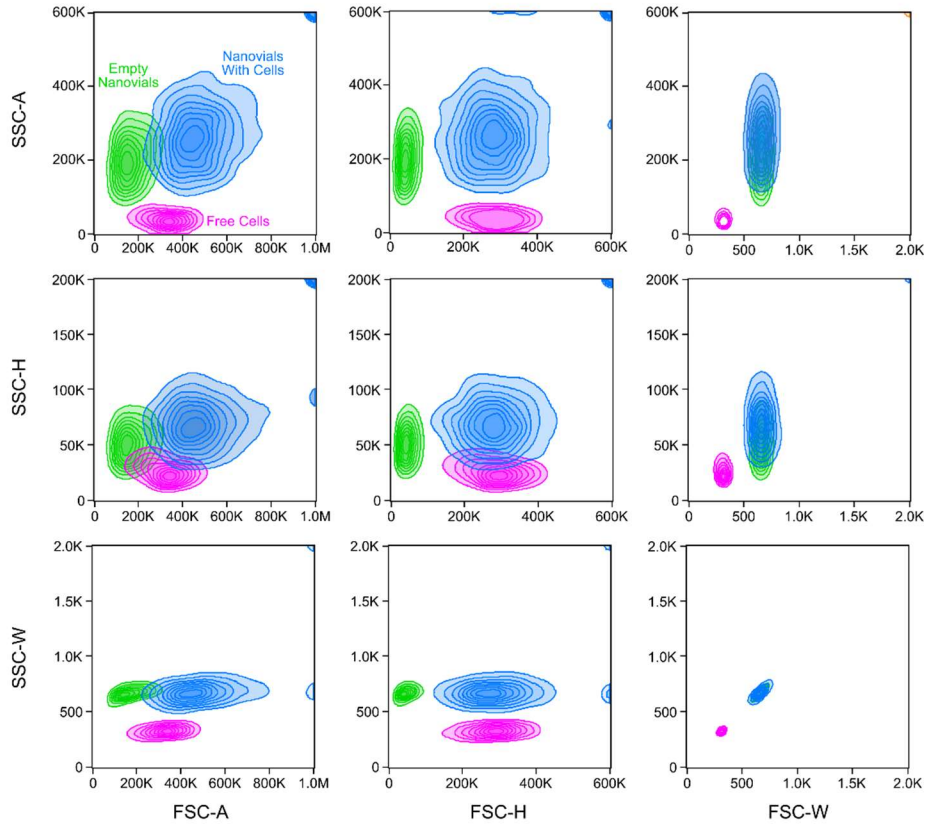 SSC-A
600K
400K
200K
0
Empty
Nanovials
Nanovials
With Cells
Free Cells
0 200K 400K 600K 800K 1.0M
600K
400K
200K
0
0 200K 400K 600K
600K
400K
200K
0
0 500 1.0K 1.5K 2.0K
SSC-H
200K
150K
100K
50K
0
0 200K 400K 600K 800K 1.0M
200K
150K
100K
50K
0
0 200K 400K 600K
200K
150K
100K
50K
0
0 500 1.0K 1.5K 2.0K
SSC-W
2.0K
1.5K
1.0K
500
0
0 200K 400K 600K 800K 1.0M
FSC-A
2.0K
1.5K
1.0K
500
0
0 200K 400K 600K
FSC-H
2.0K
1.5K
1.0K
500
0
0 500 1.0K 1.5K 2.0K
FSC-W